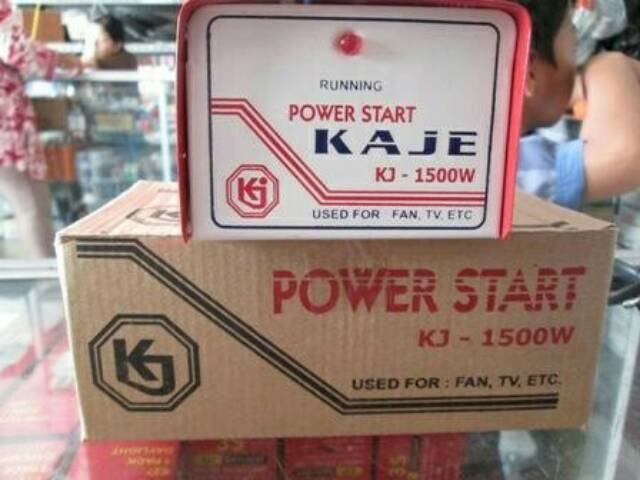 RUNNING
POWER START
KAJE
KJ - 1500W
KJ
USED FOR FAN, TV, ETC
POWER START
KJ - 1500W
KJ
USED FOR : FAN, TV, ETC.